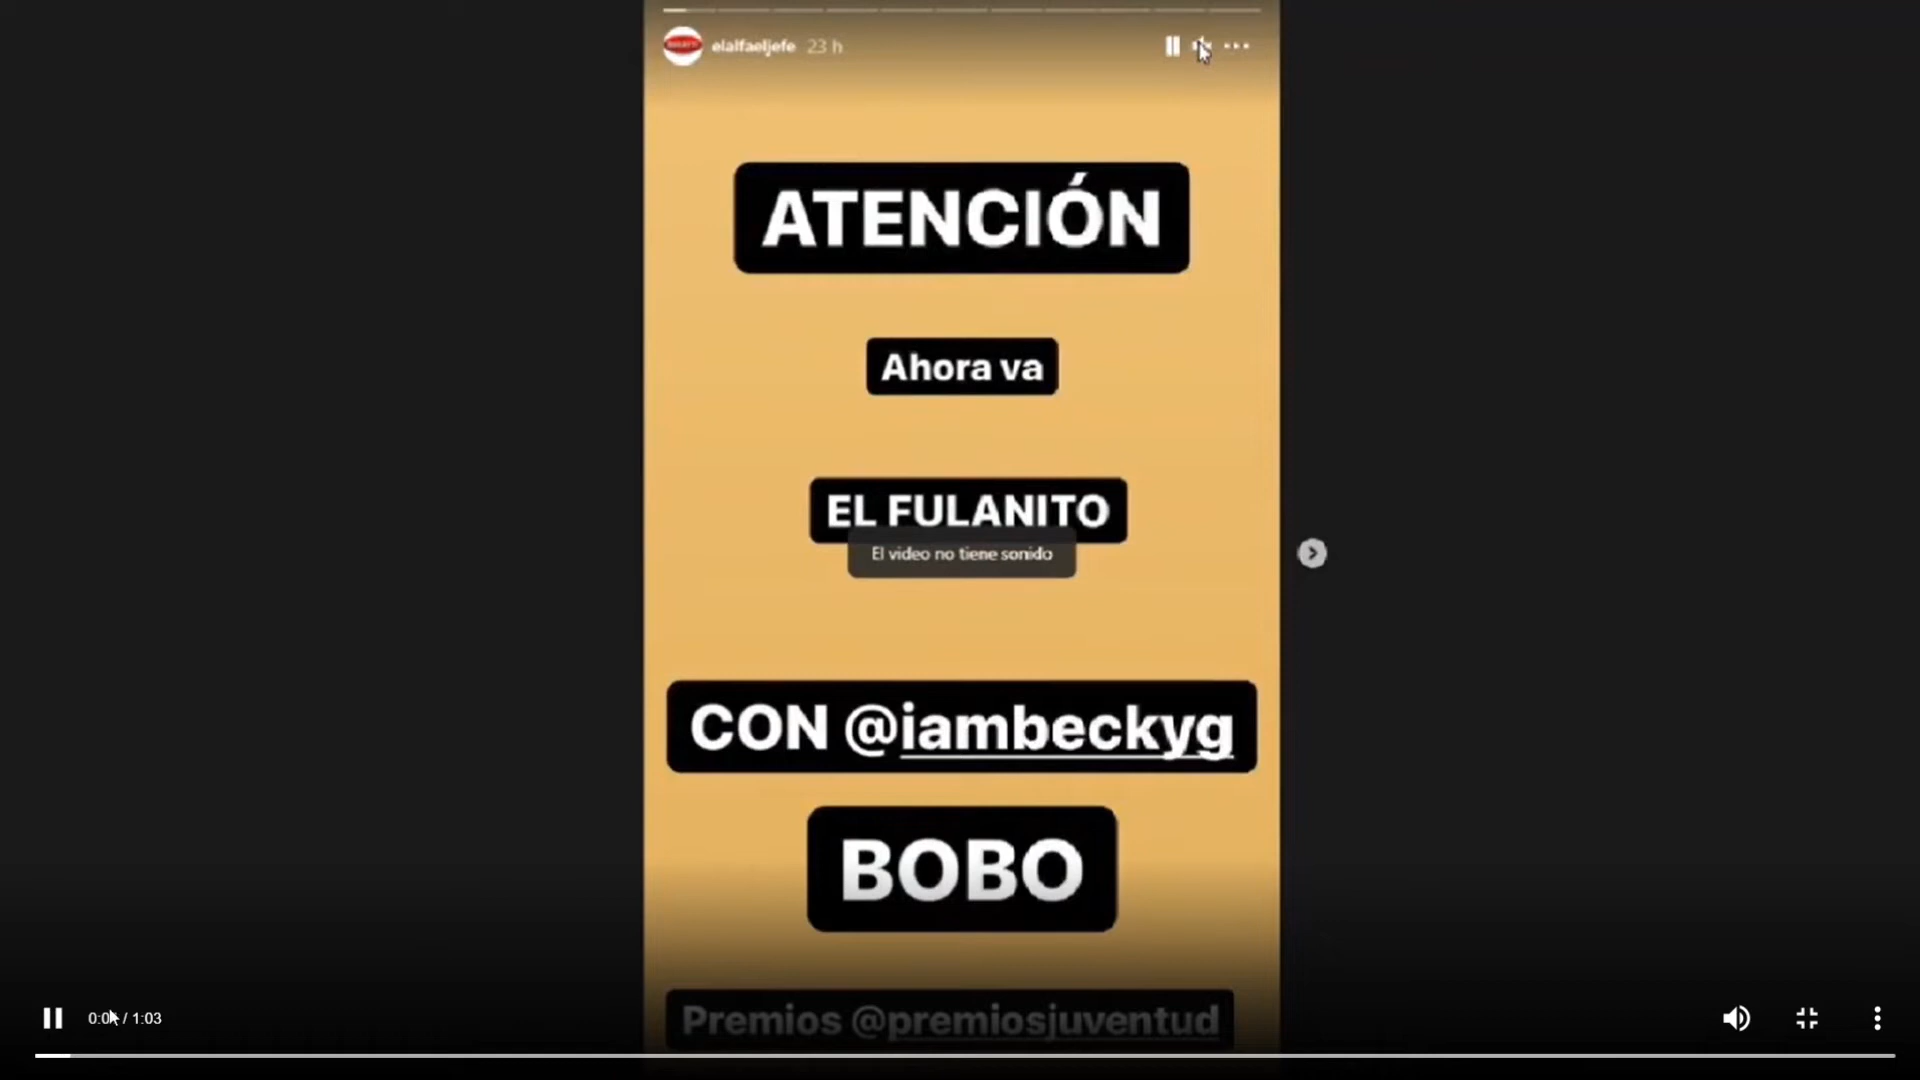 elalfaeljefe 23 h
ATENCIÓN
Ahora va
EL FULANITO
El video no tiene sonido
CON @iambeckyg
BOBO
Premios @premiosjuventud
/ 1:03